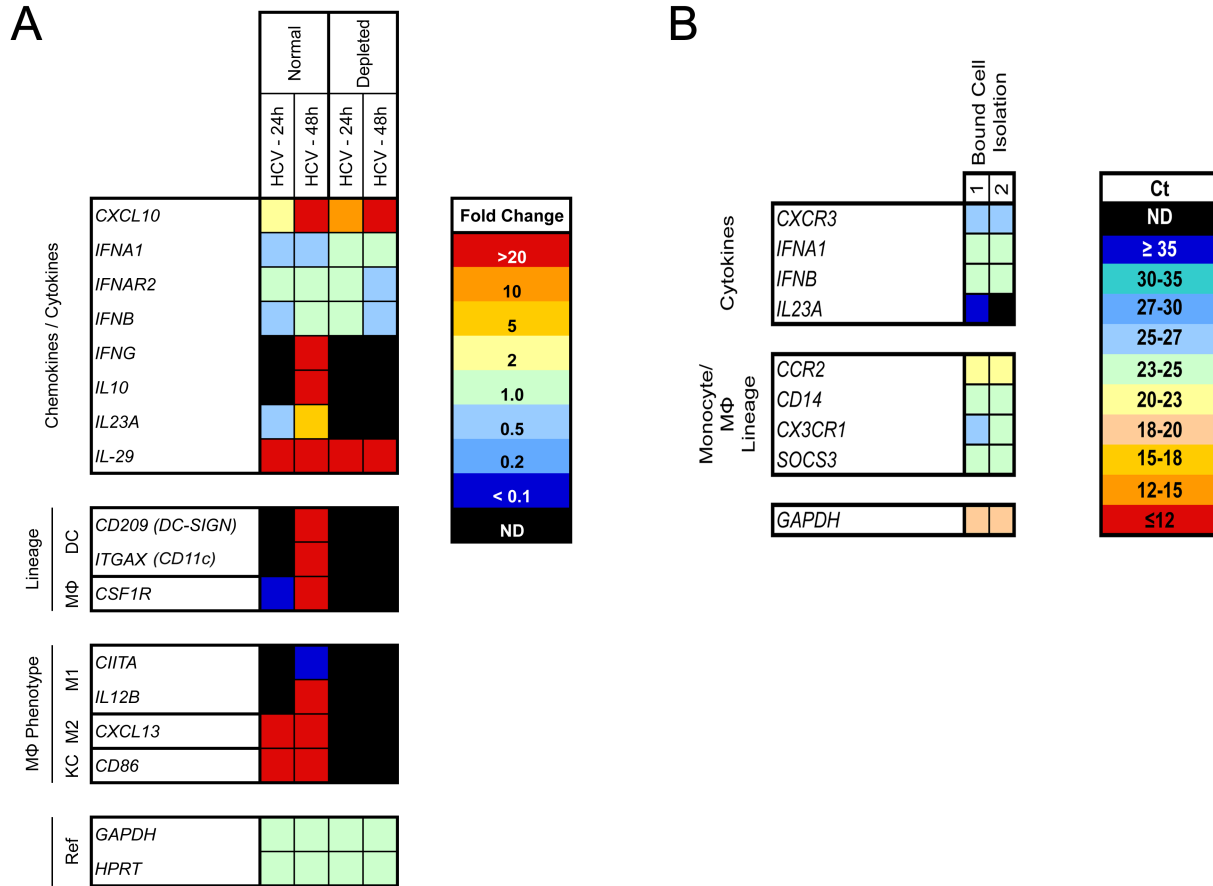 A
Normal
Depleted
HCV - 24h
HCV - 48h
HCV - 24h
HCV - 48h
Chemokines / Cytokines
CXCL10
IFNA1
IFNAR2
IFNB
IFNG
IL10
IL23A
IL-29
Lineage
DC
MΦ
CD209 (DC-SIGN)
ITGAX (CD11c)
CSF1R
MΦ Phenotype
M1
M2
KC
CIITA
IL12B
CXCL13
CD86
Ref
GAPDH
HPRT
Fold Change
>20
10
5
2
1.0
0.5
0.2
< 0.1
ND
B
Bound Cell
Isolation
1
2
Cytokines
CXCR3
IFNA1
IFNB
IL23A
Monocyte/
MΦ
Lineage
CCR2
CD14
CX3CR1
SOCS3
GAPDH
Ct
ND
≥ 35
30-35
27-30
25-27
23-25
20-23
18-20
15-18
12-15
≤12